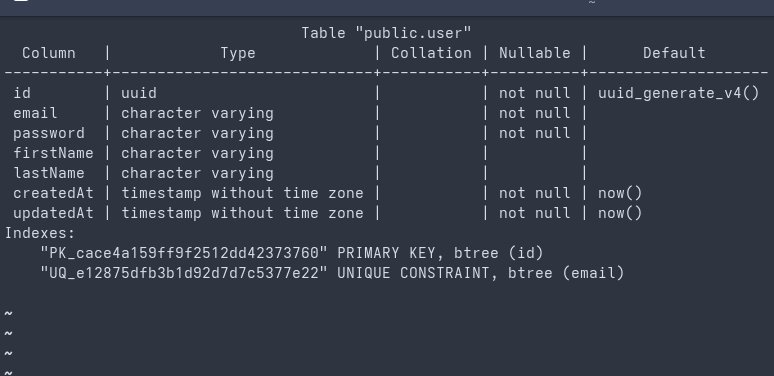 ~
Table "public.user"
  Column   |            Type             | Collation | Nullable |      Default
-----------+-----------------------------+-----------+----------+--------------------
 id        | uuid                        |           | not null | uuid_generate_v4()
 email     | character varying           |           | not null |
 password  | character varying           |           | not null |
 firstName | character varying           |           |          |
 lastName  | character varying           |           |          |
 createdAt | timestamp without time zone |           | not null | now()
 updatedAt | timestamp without time zone |           | not null | now()
Indexes:
    "PK_cace4a159ff9f2512dd42373760" PRIMARY KEY, btree (id)
    "UQ_e12875dfb3b1d92d7d7c5377e22" UNIQUE CONSTRAINT, btree (email)
~
~
~
~